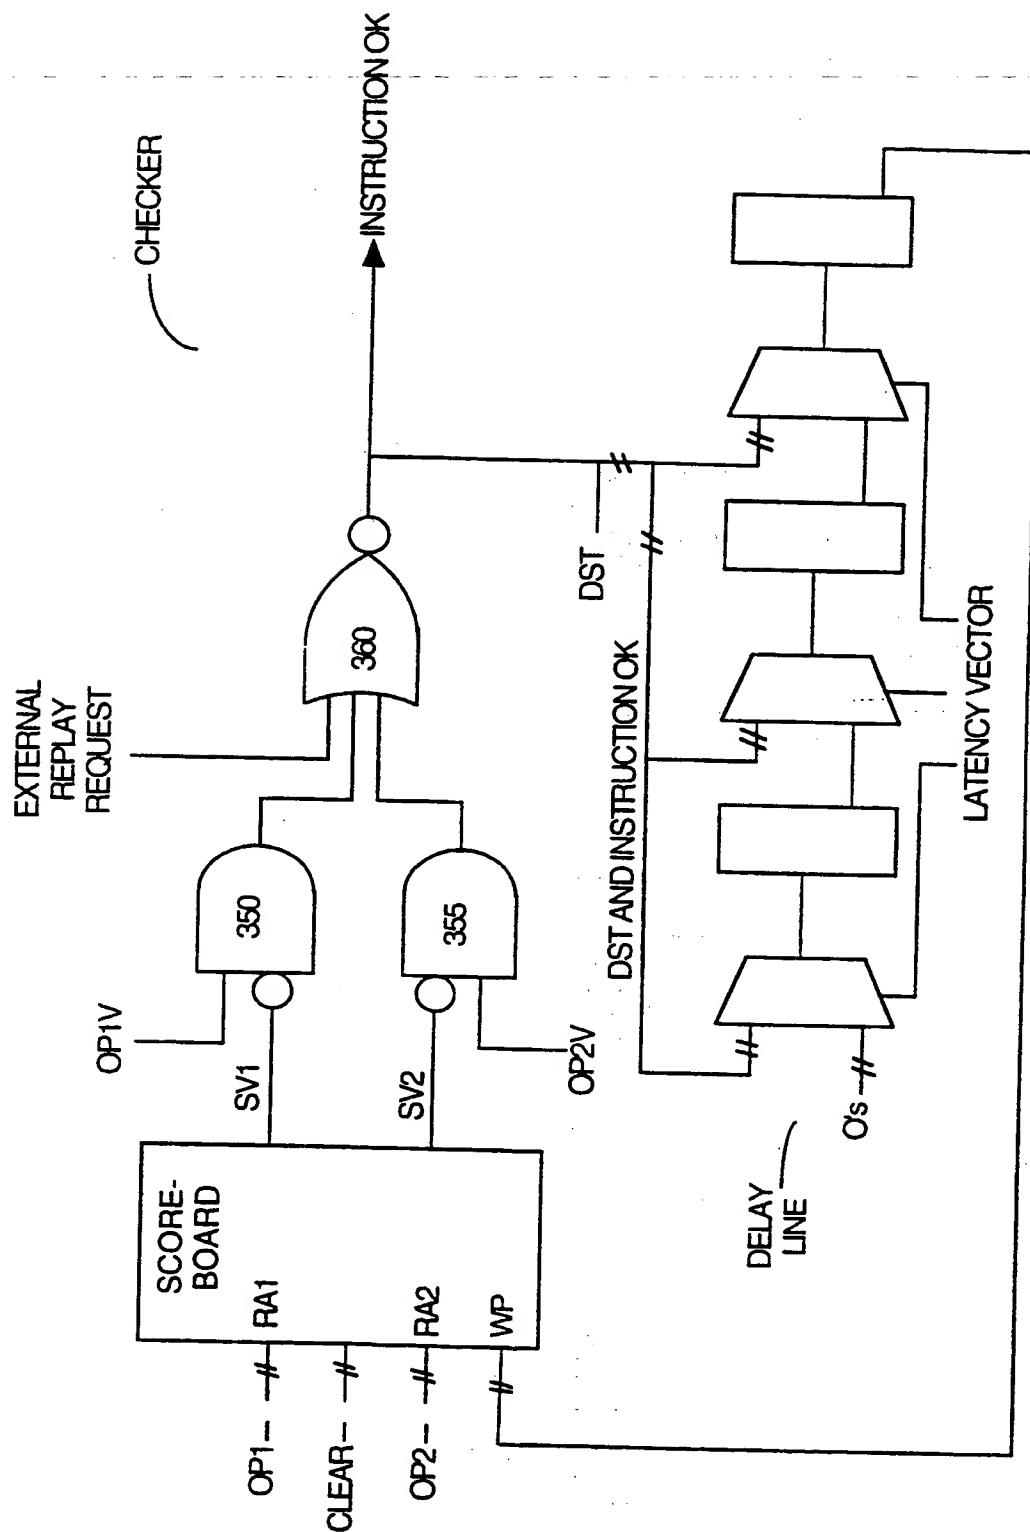 CHECKER
EXTERNAL
REPLAY
REQUEST
INSTRUCTION OK
OP1V
350
360
SV1
SCORE-
BOARD
OP1
RA1
CLEAR
SV2
355
OP2
RA2
WP
OP2V
DST
DST AND INSTRUCTION OK
DELAY
LINE
O's
LATENCY VECTOR